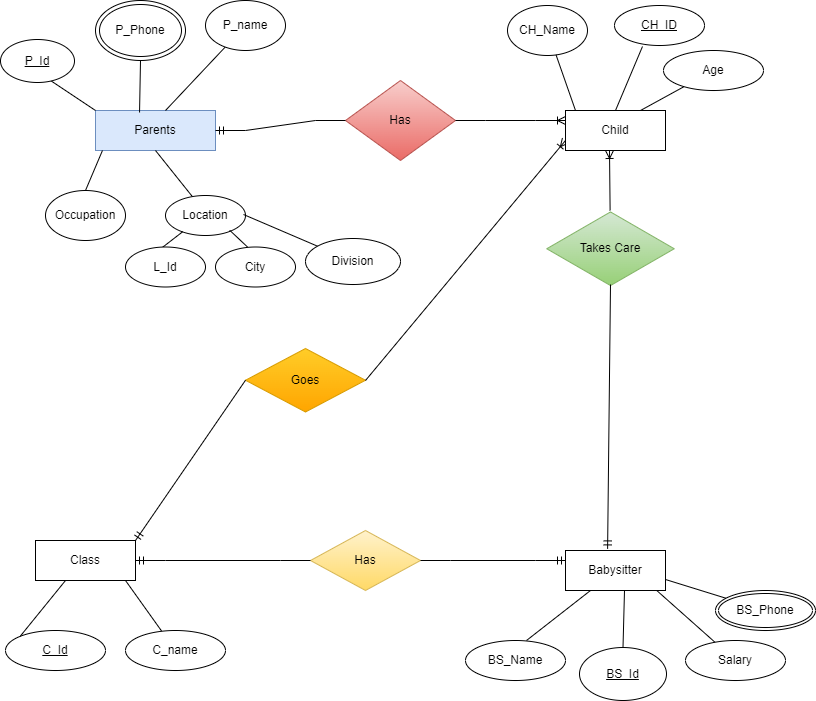 P_Phone
P_name
CH_Name
CH_ID
P_Id
Age
Parents
Has
Child
Occupation
Location
Takes Care
L_Id
City
Division
Goes
Class
Has
Babysitter
BS_Phone
C_Id
C_name
BS_Name
BS_Id
Salary